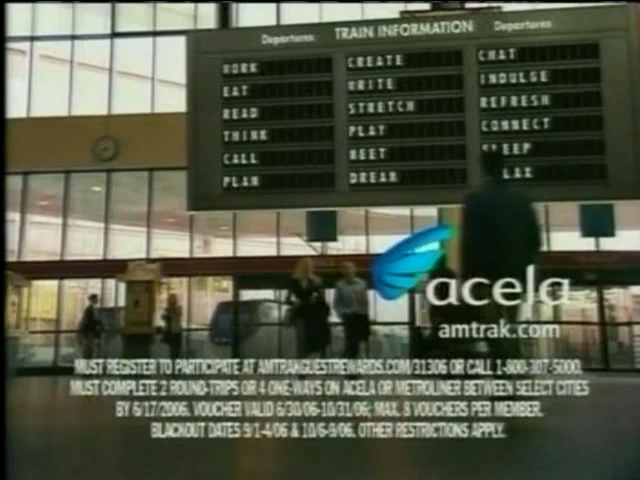 Departures: TRAIN INFORMATION Departures:
WORK CREATE CHAT
EAT WRITE INDULGE
READ STRETCH REFRESH
THINK PLAY CONNECT
CALL MEET SLEEP
PLAN DREAM LAX
acela
amtrak.com
MUST REGISTER TO PARTICIPATE AT AMTRAKGUESTREWARDS.COM/31306 OR CALL 1-800-307-5000.
MUST COMPLETE 2 ROUND-TRIPS OR 4 ONE-WAYS ON ACELA OR METROLINER BETWEEN SELECT CITIES
BY 6/17/2006. VOUCHER VALID 6/30/06-10/31/06; MAX. 8 VOUCHERS PER MEMBER.
BLACKOUT DATES 9/1-4/06 & 10/6-9/06. OTHER RESTRICTIONS APPLY.